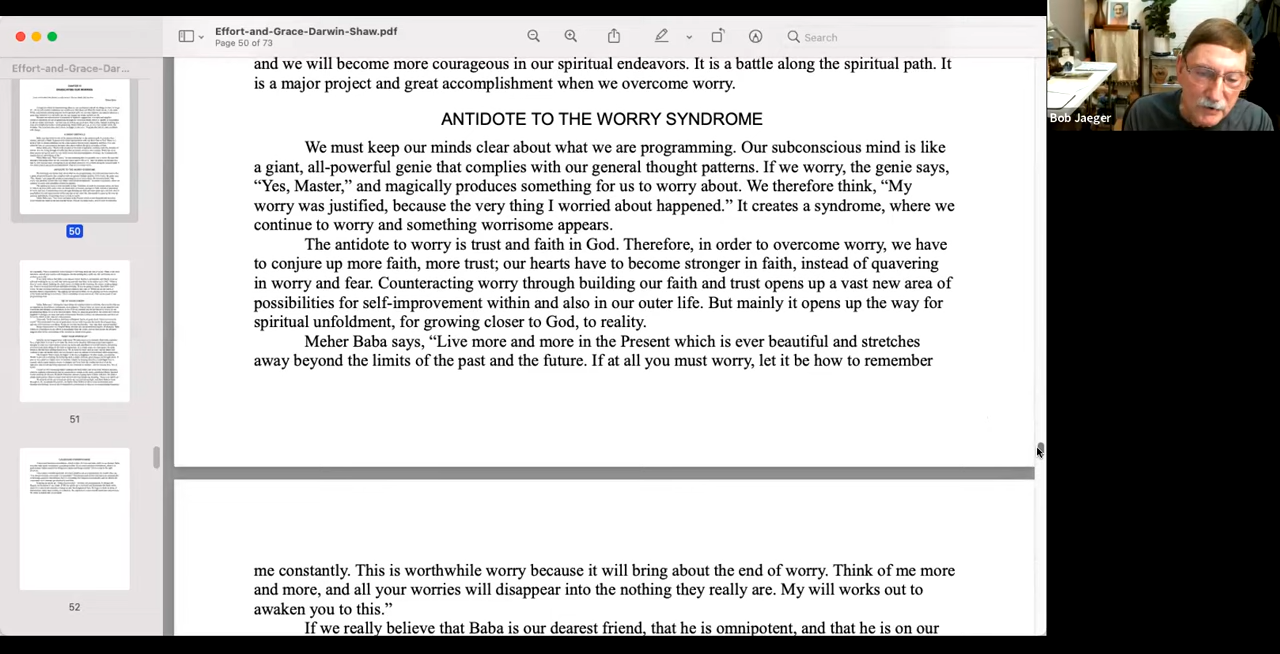 Effort-and-Grace-Darwin-Shaw.pdf
Page 50 of 73
Search
Effort-and-Grace-Dar...
50
51
52
and we will become more courageous in our spiritual endeavors. It is a battle along the spiritual path. It
is a major project and great accomplishment when we overcome worry.
ANTIDOTE TO THE WORRY SYNDROME
We must keep our minds clear about what we are programming. Our subconscious mind is like
a giant, all-powerful genie that acts upon our general thought patterns. If we worry, the genie says,
“Yes, Master,” and magically produces something for us to worry about. We therefore think, “My
worry was justified, because the very thing I worried about happened.” It creates a syndrome, where we
continue to worry and something worrisome appears.
The antidote to worry is trust and faith in God. Therefore, in order to overcome worry, we have
to conjure up more faith, more trust; our hearts have to become stronger in faith, instead of quavering
in worry and fear. Counteracting worry through building our faith and trust opens up a vast new area of
possibilities for self-improvement within and also in our outer life. But mainly it opens up the way for
spiritual unfoldment, for growing closer to God, to reality.
Meher Baba says, “Live more and more in the Present which is ever beautiful and stretches
away beyond the limits of the past and the future. If at all you must worry, let it be how to remember
me constantly. This is worthwhile worry because it will bring about the end of worry. Think of me more
and more, and all your worries will disappear into the nothing they really are. My will works out to
awaken you to this.”
If we really believe that Baba is our dearest friend, that he is omnipotent, and that he is on our
Bob Jaeger